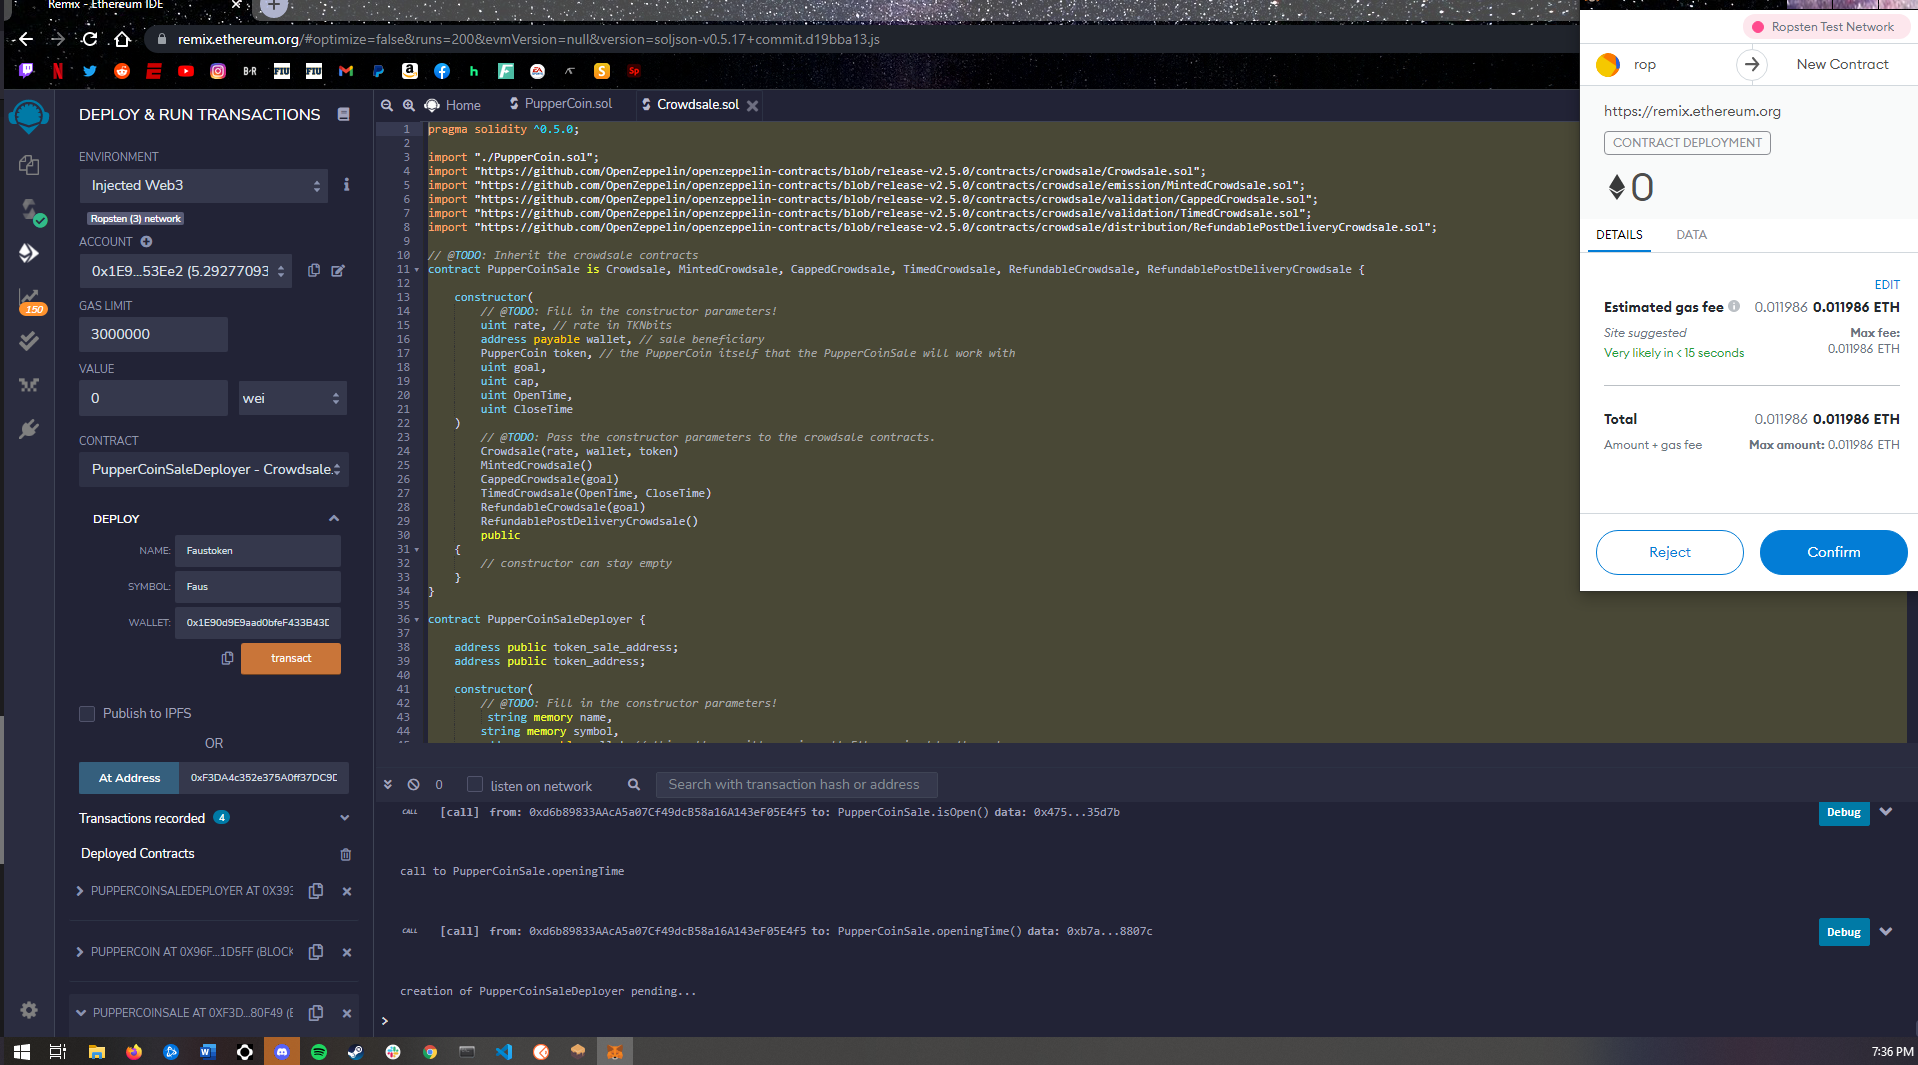 Remix - Ethereum IDE
remix.ethereum.org/#optimize=false&runs=200&evmVersion=null&version=soljson-v0.5.17+commit.d19bba13.js
DEPLOY & RUN TRANSACTIONS
ENVIRONMENT
Injected Web3
Ropsten (3) network
ACCOUNT
0x1E9...53Ee2 (5.29277093
GAS LIMIT
3000000
VALUE
0
wei
CONTRACT
PupperCoinSaleDeployer - Crowdsale.
DEPLOY
NAME: Faustoken
SYMBOL: Faus
WALLET: 0x1E90d9E9aad0bfeF433B43D
transact
Publish to IPFS
OR
At Address 0xF3DA4c352e375A0ff37DC9D
Transactions recorded 4
Deployed Contracts
PUPPERCOINSALEDEPLOYER AT 0X393
PUPPERCOIN AT 0X96F...1D5FF (BLOCK
PUPPERCOINSALE AT 0XF3D...80F49 (
150
Home
PupperCoin.sol
Crowdsale.sol
1 pragma solidity ^0.5.0;
2
3 import "./PupperCoin.sol";
4 import "https://github.com/OpenZeppelin/openzeppelin-contracts/blob/release-v2.5.0/contracts/crowdsale/Crowdsale.sol";
5 import "https://github.com/OpenZeppelin/openzeppelin-contracts/blob/release-v2.5.0/contracts/crowdsale/emission/MintedCrowdsale.sol";
6 import "https://github.com/OpenZeppelin/openzeppelin-contracts/blob/release-v2.5.0/contracts/crowdsale/validation/CappedCrowdsale.sol";
7 import "https://github.com/OpenZeppelin/openzeppelin-contracts/blob/release-v2.5.0/contracts/crowdsale/validation/TimedCrowdsale.sol";
8 import "https://github.com/OpenZeppelin/openzeppelin-contracts/blob/release-v2.5.0/contracts/crowdsale/distribution/RefundablePostDeliveryCrowdsale.sol";
9
10 // @TODO: Inherit the crowdsale contracts
11 contract PupperCoinSale is Crowdsale, MintedCrowdsale, CappedCrowdsale, TimedCrowdsale, RefundableCrowdsale, RefundablePostDeliveryCrowdsale {
12
13 constructor(
14 // @TODO: Fill in the constructor parameters!
15 uint rate, // rate in TKNbits
16 address payable wallet, // sale beneficiary
17 PupperCoin token, // the PupperCoin itself that the PupperCoinSale will work with
18 uint goal,
19 uint cap,
20 uint OpenTime,
21 uint CloseTime
22 )
23 // @TODO: Pass the constructor parameters to the crowdsale contracts.
24 Crowdsale(rate, wallet, token)
25 MintedCrowdsale()
26 CappedCrowdsale(goal)
27 TimedCrowdsale(OpenTime, CloseTime)
28 RefundableCrowdsale(goal)
29 RefundablePostDeliveryCrowdsale()
30 public
31 {
32 // constructor can stay empty
33 }
34 }
35
36 contract PupperCoinSaleDeployer {
37
38 address public token_sale_address;
39 address public token_address;
40
41 constructor(
42 // @TODO: Fill in the constructor parameters!
43 string memory name,
44 string memory symbol,
0
listen on network
Search with transaction hash or address
CALL [call] from: 0xd6b89833AAcA5a07Cf49dcB58a16A143eF05E4f5 to: PupperCoinSale.isOpen() data: 0x475...35d7b
Debug
call to PupperCoinSale.openingTime
CALL [call] from: 0xd6b89833AAcA5a07Cf49dcB58a16A143eF05E4f5 to: PupperCoinSale.openingTime() data: 0xb7a...8807c
Debug
creation of PupperCoinSaleDeployer pending...
>
Ropsten Test Network
rop
New Contract
https://remix.ethereum.org
CONTRACT DEPLOYMENT
0
DETAILS
DATA
EDIT
Estimated gas fee 0.011986 0.011986 ETH
Site suggested Max fee:
Very likely in < 15 seconds 0.011986 ETH
Total 0.011986 0.011986 ETH
Amount + gas fee Max amount: 0.011986 ETH
Reject
Confirm
7:36 PM